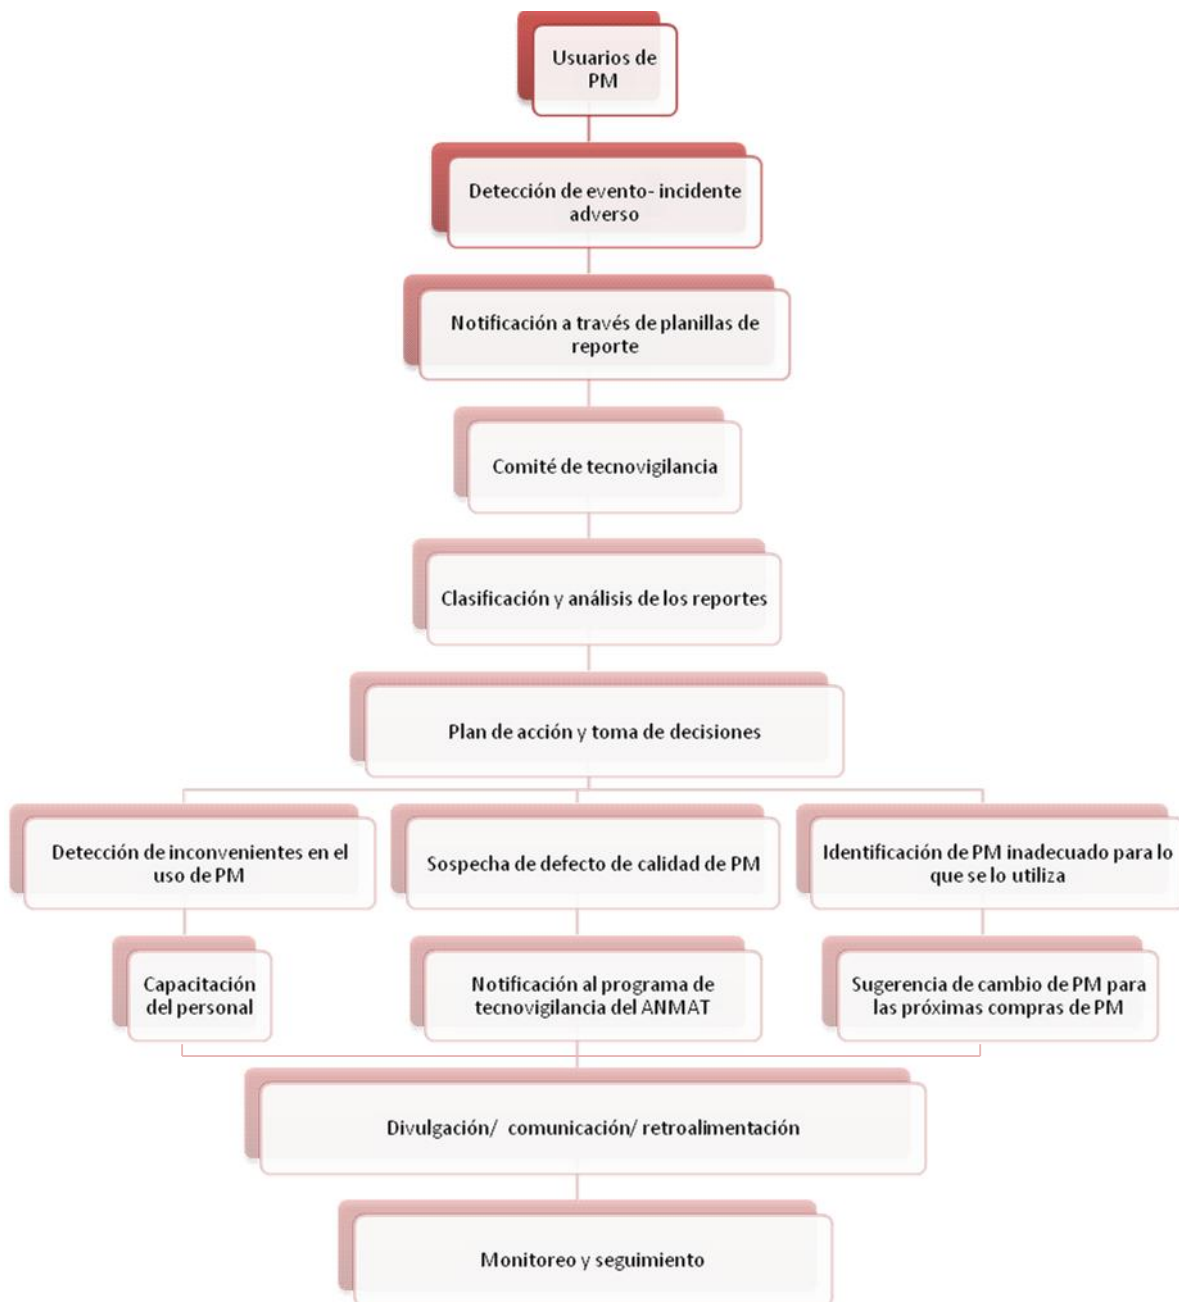 Usuarios de
PM
Detección de evento- incidente
adverso
Notificación a través de planillas de
reporte
Comité de tecnovigilancia
Clasificación y análisis de los reportes
Plan de acción y toma de decisiones
Detección de inconvenientes en el
uso de PM
Sospecha de defecto de calidad de PM
Identificación de PM inadecuado para lo
que se lo utiliza
Capacitación
del personal
Notificación al programa de
tecnovigilancia del ANMAT
Sugerencia de cambio de PM para
las próximas compras de PM
Divulgación/ comunicación/ retroalimentación
Monitoreo y seguimiento